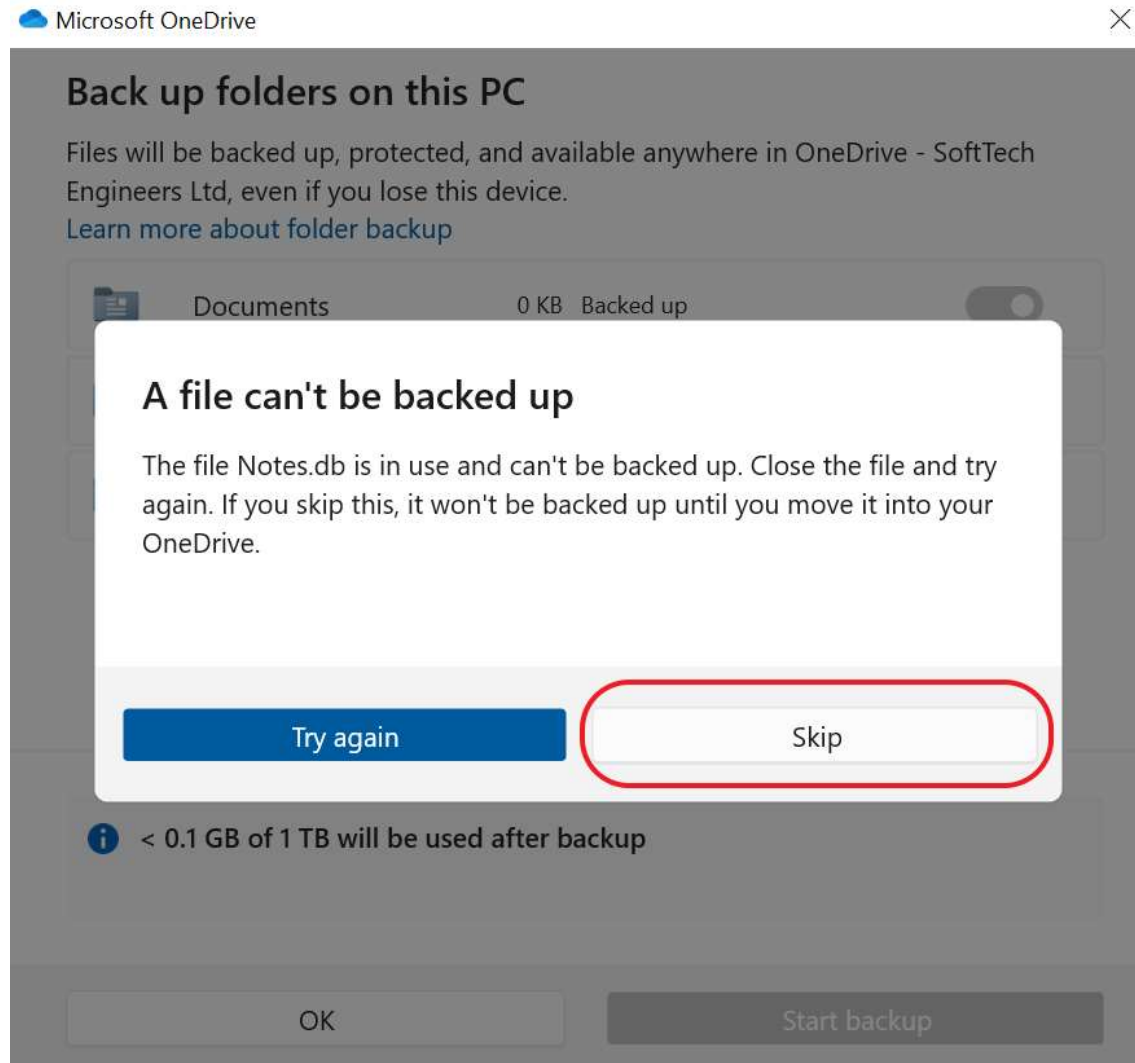 Microsoft OneDrive
Back up folders on this PC
Files will be backed up, protected, and available anywhere in OneDrive - SoftTech
Engineers Ltd, even if you lose this device.
Learn more about folder backup
Documents 0 KB Backed up
A file can't be backed up
The file Notes.db is in use and can't be backed up. Close the file and try
again. If you skip this, it won't be backed up until you move it into your
OneDrive.
Try again Skip
< 0.1 GB of 1 TB will be used after backup
OK Start backup